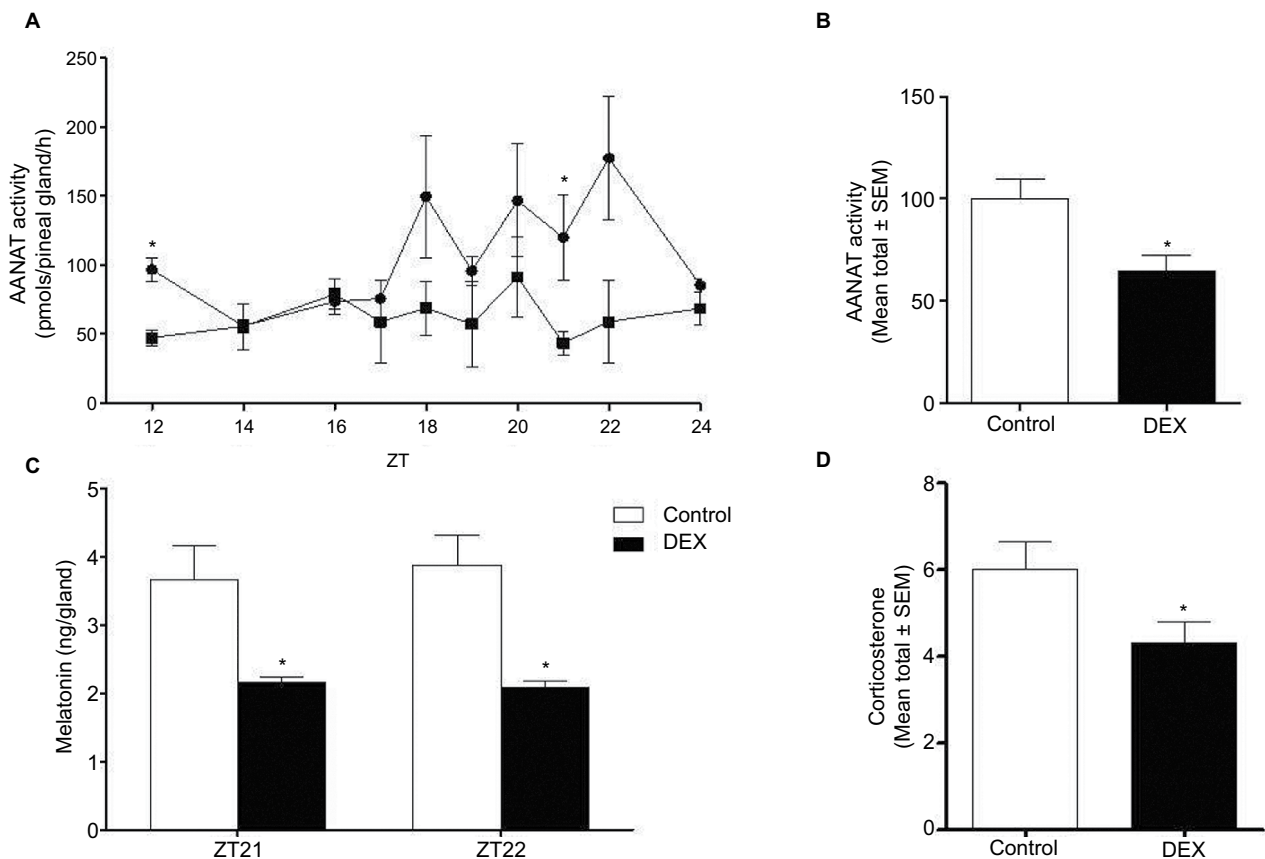 A
AANAT activity
(pmols/pineal gland/h)
250
200
150
100
50
0
*
*
12 14 16 18 20 22 24
ZT
B
AANAT activity
(Mean total ± SEM)
150
100
50
0
*
Control DEX
C
Melatonin (ng/gland)
5
4
3
2
1
0
*
*
ZT21 ZT22
Control
DEX
D
Corticosterone
(Mean total ± SEM)
8
6
4
2
0
*
Control DEX